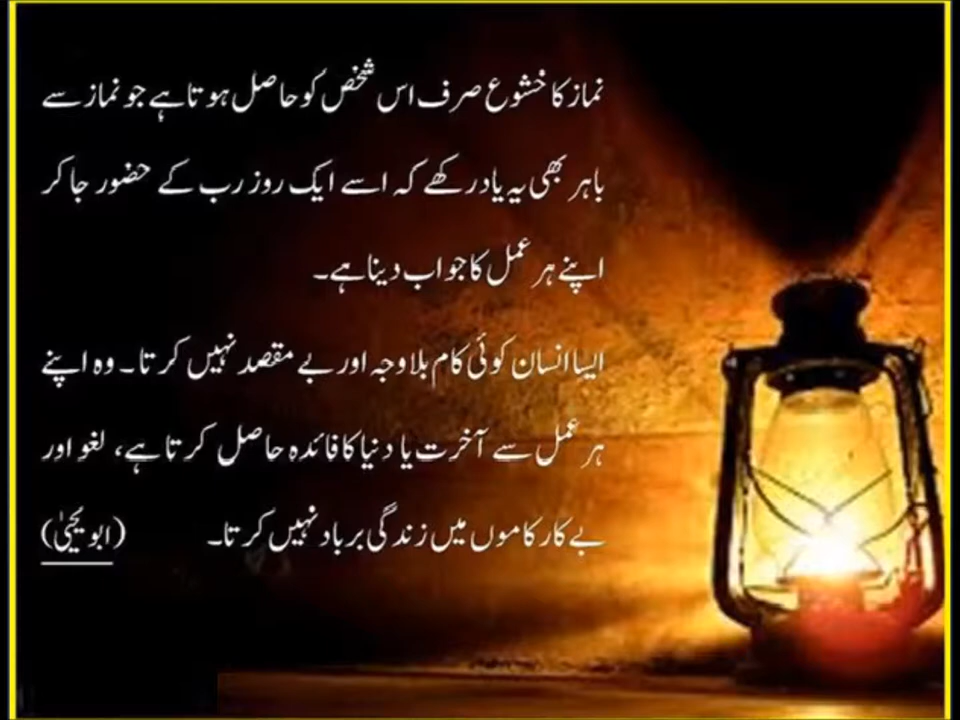 نماز کا خشوع صرف اس شخص کو حاصل ہوتا ہے جو نماز سے
باہر بھی یہ یاد رکھے کہ اسے ایک روز رب کے حضور جا کر
اپنے ہر عمل کا جواب دینا ہے۔
ایسا انسان کوئی کام بلا وجہ اور بے مقصد نہیں کرتا۔ وہ اپنے
ہر عمل سے آخرت یا دنیا کا فائدہ حاصل کرتا ہے، لغو اور
بے کار کاموں میں زندگی برباد نہیں کرتا۔ (ابو یحییٰ)